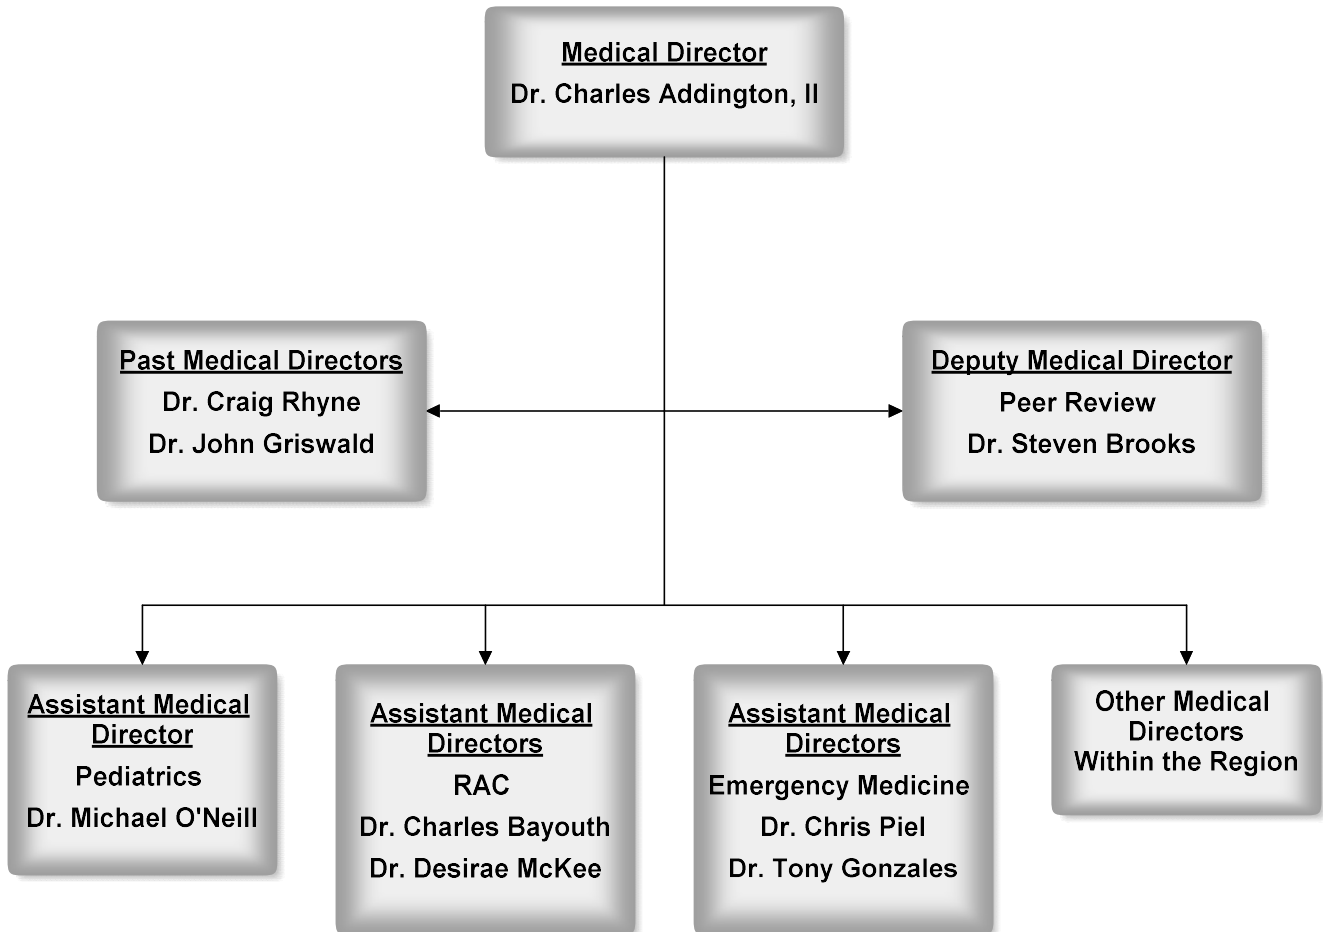 Medical Director
Dr. Charles Addington, II
Past Medical Directors
Dr. Craig Rhyne
Dr. John Griswald
Deputy Medical Director
Peer Review
Dr. Steven Brooks
Assistant Medical
Director
Pediatrics
Dr. Michael O'Neill
Assistant Medical
Directors
RAC
Dr. Charles Bayouth
Dr. Desirae McKee
Assistant Medical
Directors
Emergency Medicine
Dr. Chris Piel
Dr. Tony Gonzales
Other Medical
Directors
Within the Region